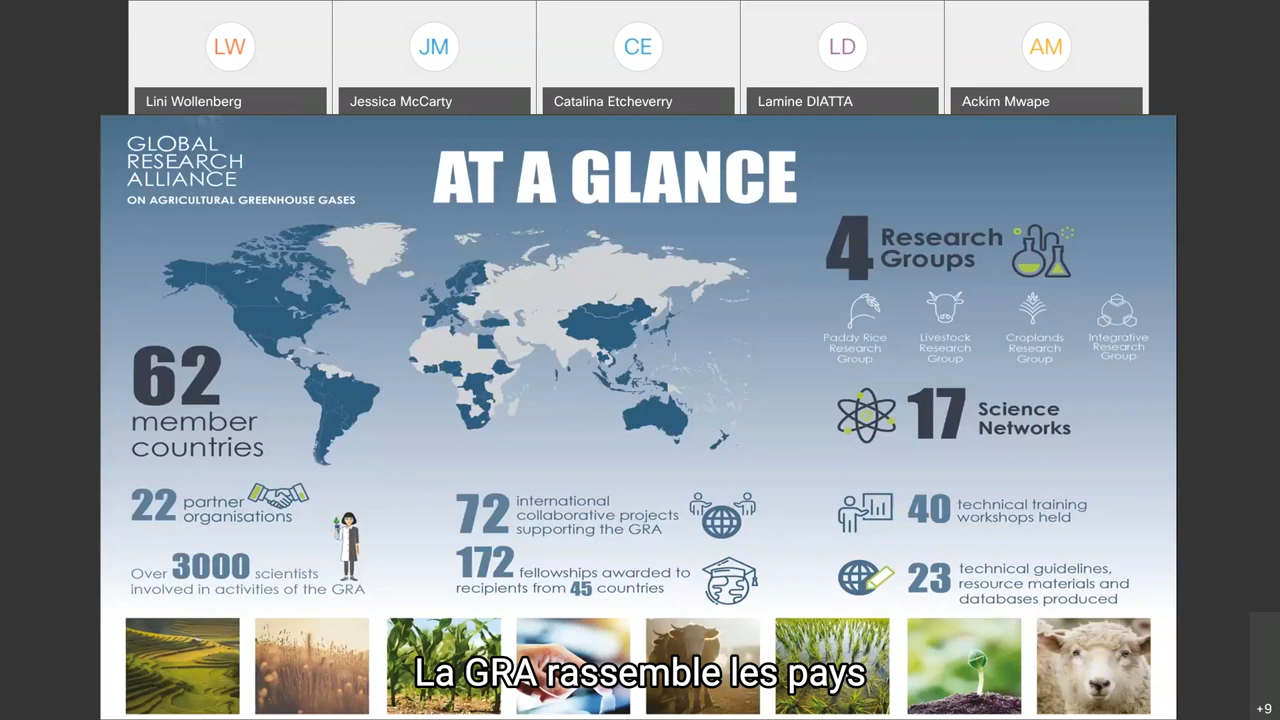 LW
JM
CE
LD
AM
Lini Wollenberg
Jessica McCarty
Catalina Etcheverry
Lamine DIATTA
Ackim Mwape
GLOBAL
RESEARCH
ALLIANCE
ON AGRICULTURAL GREENHOUSE GASES
AT A GLANCE
4 Research
Groups
Paddy Rice
Research
Group
Livestock
Research
Group
Croplands
Research
Group
Integrative
Research
Group
62
member
countries
17 Science
Networks
22 partner
organisations
Over 3000 scientists
involved in activities of the GRA
72 international
collaborative projects
supporting the GRA
172 fellowships awarded to
recipients from 45 countries
40 technical training
workshops held
23 technical guidelines,
resource materials and
databases produced
La GRA rassemble les pays
+9